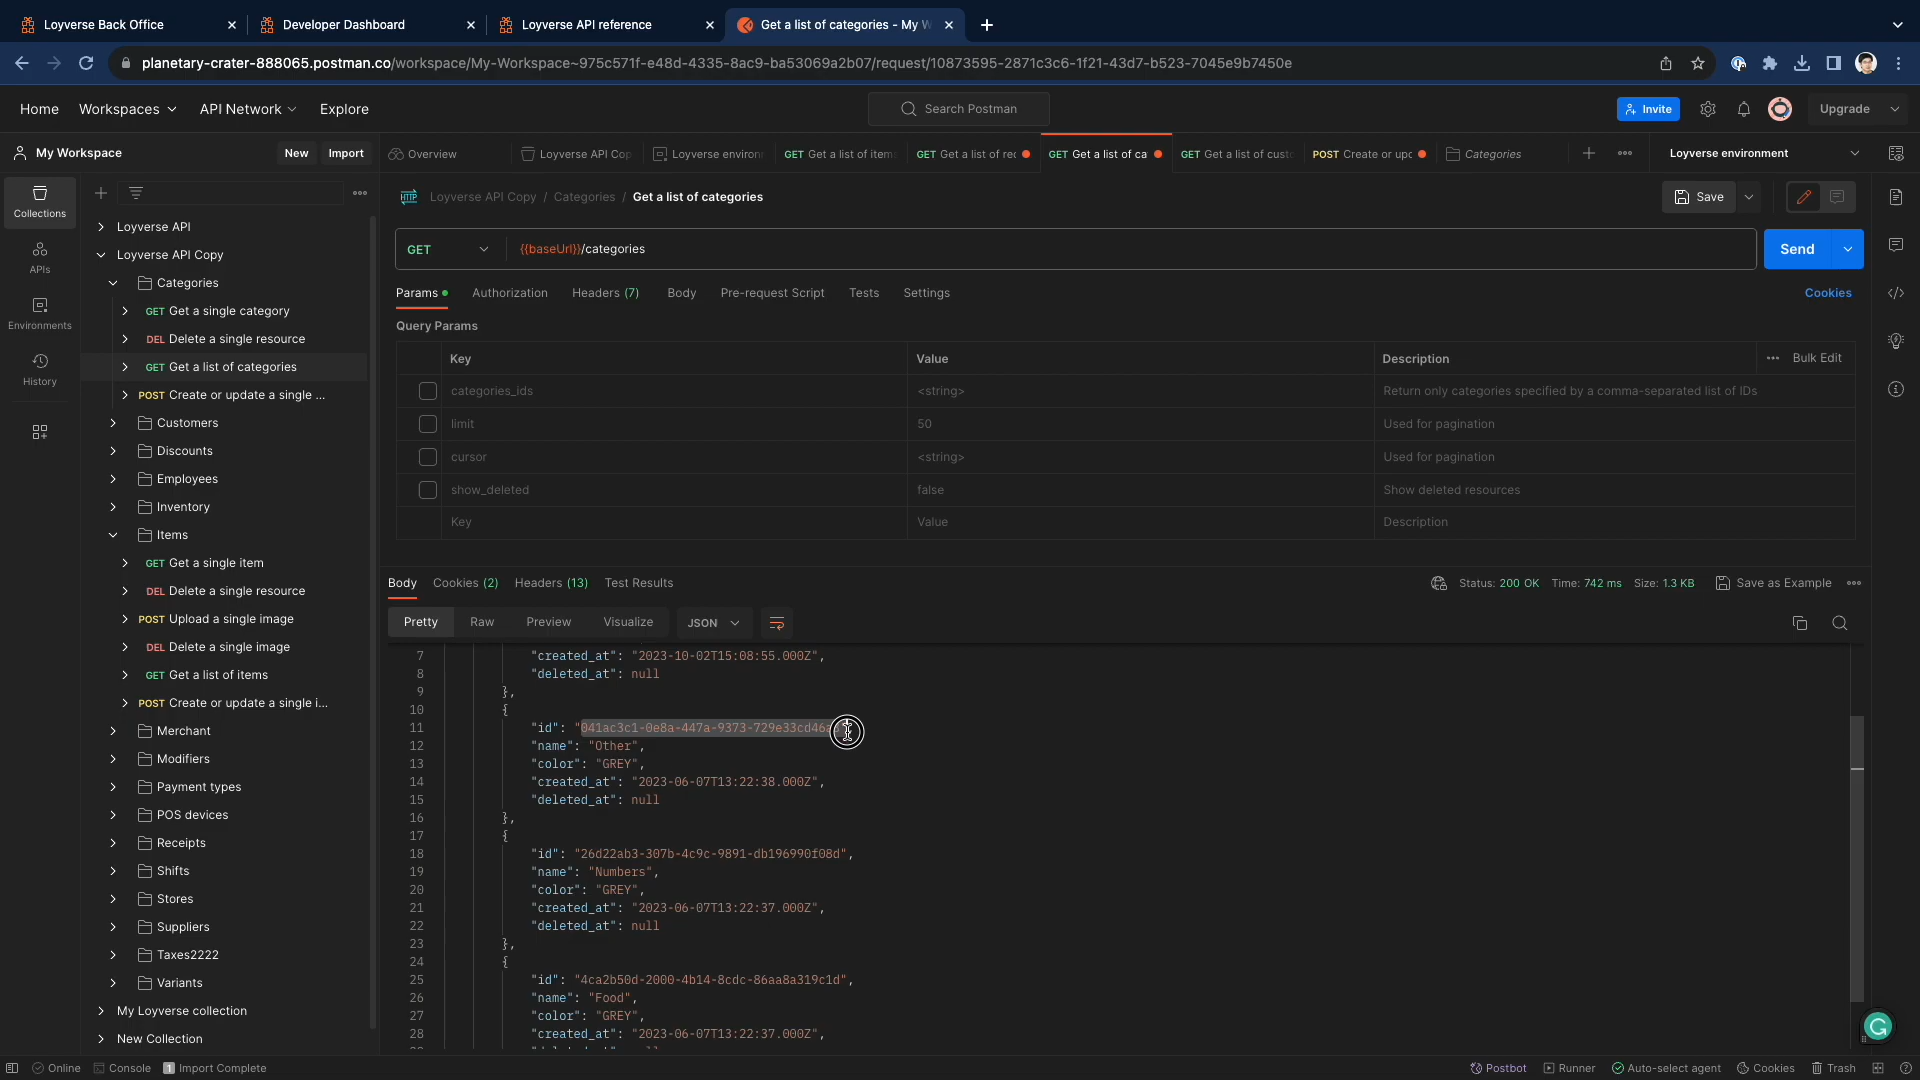 Loyverse Back Office
Developer Dashboard
Loyverse API reference
Get a list of categories - My W
planetary-crater-888065.postman.co/workspace/My-Workspace~975c571f-e48d-4335-8ac9-ba53069a2b07/request/10873595-2871c3c6-1f21-43d7-b523-7045e9b7450e
Home Workspaces API Network Explore
Search Postman
Invite
Upgrade
My Workspace
New Import
Overview
Loyverse API Cop
Loyverse environ
GET Get a list of item
GET Get a list of rec
GET Get a list of ca
GET Get a list of cust
POST Create or upd
Categories
Loyverse environment
Collections
APIs
Environments
History
Loyverse API
Loyverse API Copy
Categories
GET Get a single category
DEL Delete a single resource
GET Get a list of categories
POST Create or update a single ...
Customers
Discounts
Employees
Inventory
Items
GET Get a single item
DEL Delete a single resource
POST Upload a single image
DEL Delete a single image
GET Get a list of items
POST Create or update a single i...
Merchant
Modifiers
Payment types
POS devices
Receipts
Shifts
Stores
Suppliers
Taxes2222
Variants
My Loyverse collection
New Collection
HTTP Loyverse API Copy / Categories / Get a list of categories
Save
GET {{baseUrl}}/categories
Send
Params Authorization Headers (7) Body Pre-request Script Tests Settings
Cookies
Query Params
Key Value Description Bulk Edit
categories_ids <string> Return only categories specified by a comma-separated list of IDs
limit 50 Used for pagination
cursor <string> Used for pagination
show_deleted false Show deleted resources
Key Value Description
Body Cookies (2) Headers (13) Test Results
Status: 200 OK Time: 742 ms Size: 1.3 KB Save as Example
Pretty Raw Preview Visualize JSON
7 "created_at": "2023-10-02T15:08:55.000Z",
8 "deleted_at": null
9 },
10 {
11 "id": "041ac3c1-0e8a-447a-9373-729e33cd46
12 "name": "Other",
13 "color": "GREY",
14 "created_at": "2023-06-07T13:22:38.000Z",
15 "deleted_at": null
16 },
17 {
18 "id": "26d22ab3-307b-4c9c-9891-db196990f08d",
19 "name": "Numbers",
20 "color": "GREY",
21 "created_at": "2023-06-07T13:22:37.000Z",
22 "deleted_at": null
23 },
24 {
25 "id": "4ca2b50d-2000-4b14-8cdc-86aa8a319c1d",
26 "name": "Food",
27 "color": "GREY",
28 "created_at": "2023-06-07T13:22:37.000Z",
Online Console 1 Import Complete
Postbot Runner Auto-select agent Cookies Trash